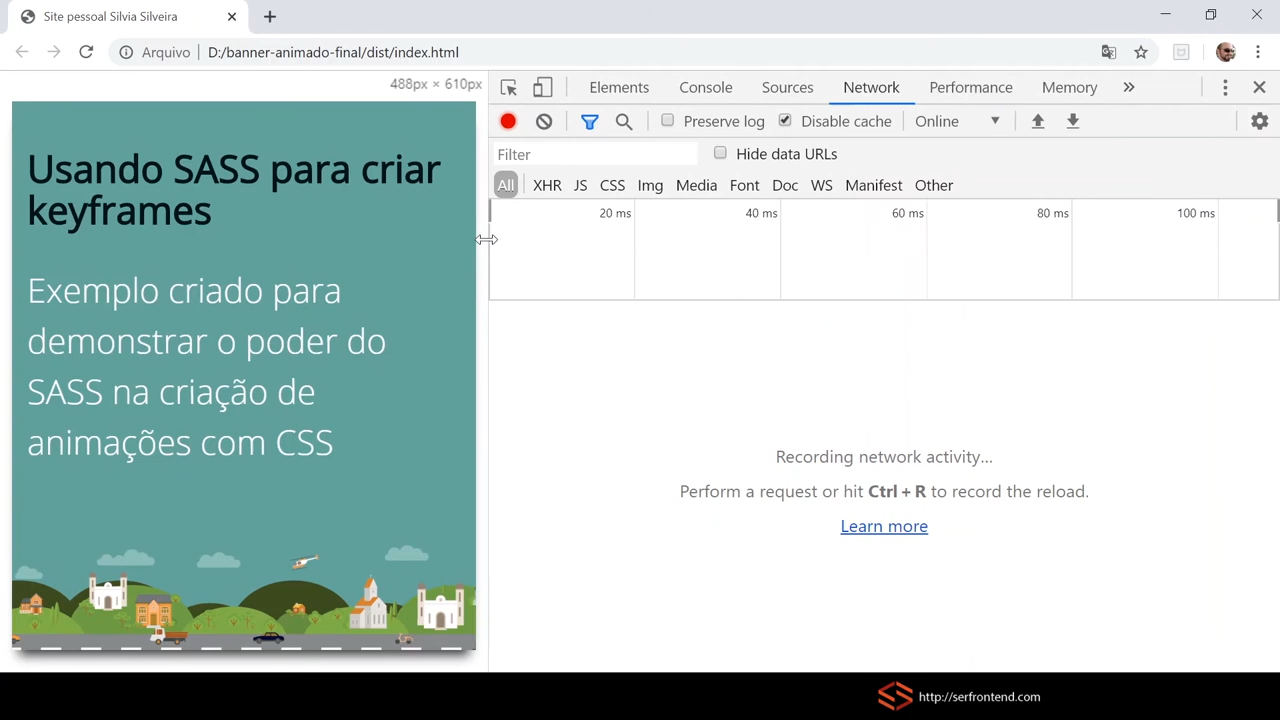 Site pessoal Silvia Silveira
Arquivo
D:/banner-animado-final/dist/index.html
488px × 610px
Usando SASS para criar
keyframes
Exemplo criado para
demonstrar o poder do
SASS na criação de
animações com CSS
Elements Console Sources Network Performance Memory
Preserve log Disable cache Online
Filter Hide data URLs
All XHR JS CSS Img Media Font Doc WS Manifest Other
20 ms 40 ms 60 ms 80 ms 100 ms
Recording network activity...
Perform a request or hit Ctrl + R to record the reload.
Learn more
http://serfrontend.com